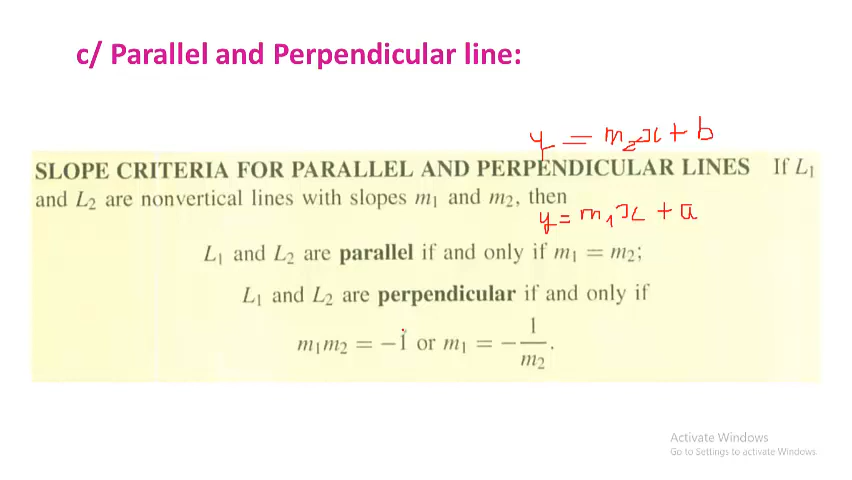 c/ Parallel and Perpendicular line:
y = m₂x + b
SLOPE CRITERIA FOR PARALLEL AND PERPENDICULAR LINES If L₁
and L₂ are nonvertical lines with slopes m₁ and m₂, then
y = m₁x + a
L₁ and L₂ are parallel if and only if m₁ = m₂;
L₁ and L₂ are perpendicular if and only if
m₁m₂ = −1 or m₁ = −1/m₂.
Activate Windows
Go to Settings to activate Windows.